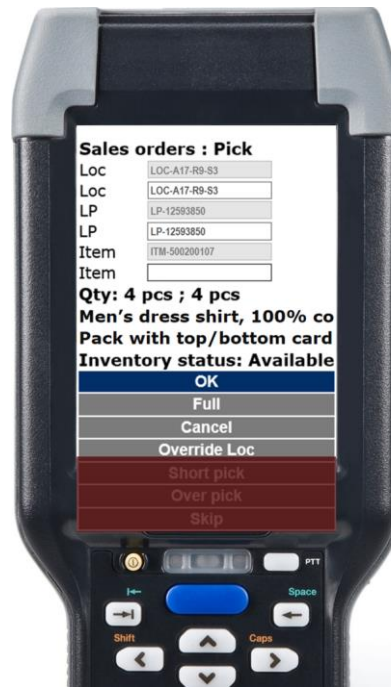 Sales orders : Pick
Loc LOC-A17-R9-S3
Loc LOC-A17-R9-S3
LP LP-12593850
LP LP-12593850
Item ITM-500200107
Item
Qty: 4 pcs ; 4 pcs
Men's dress shirt, 100% co
Pack with top/bottom card
Inventory status: Available
OK
Full
Cancel
Override Loc
Short pick
Over pick
Skip
PTT
Space
Shift
Caps